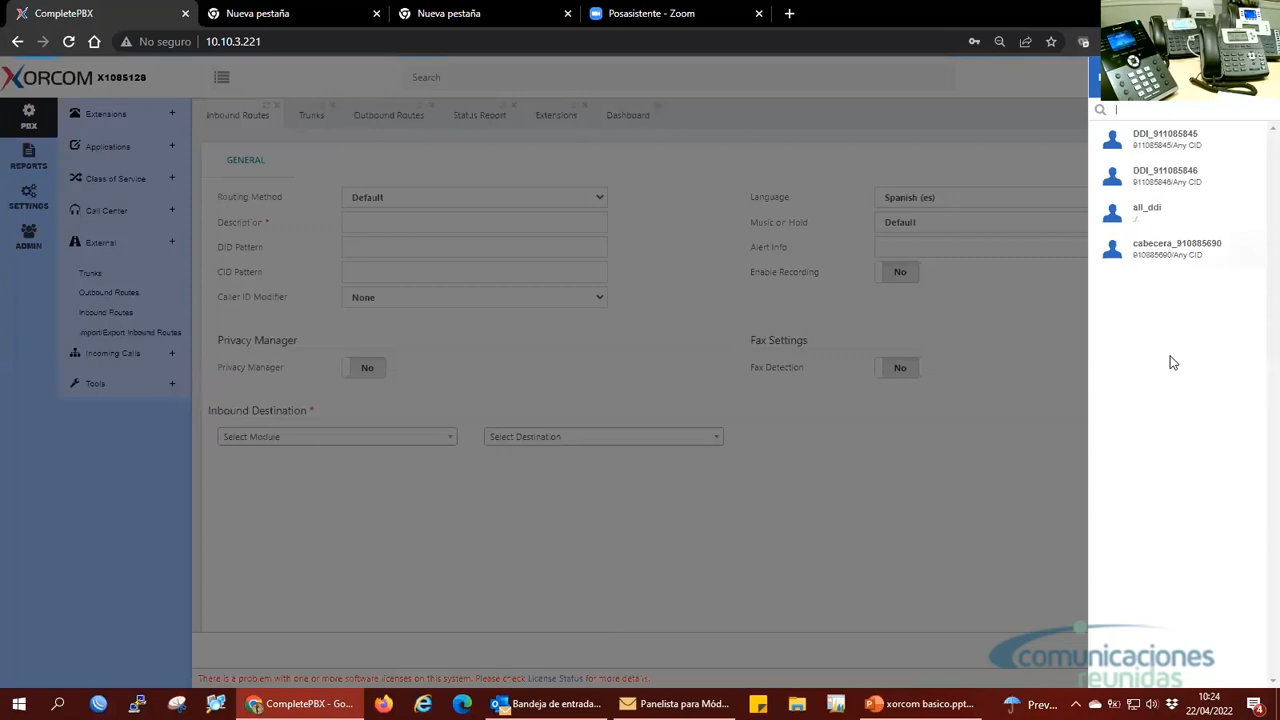 CompletePBX
Nueva pestaña
Nueva pestaña
Posasistente - Zoom
No seguro
10.10.3.221
XORCOM X1085128
Search
PBX
REPORTS
SETTINGS
ADMIN
Extensions
Applications
Class of Service
Call Center
External
Trunks
Outbound Routes
Inbound Routes
Import/Export Inbound Routes
Incoming Calls
Tools
Inbound Routes
Trunks
Outbound Routes
Status Report
Extensions
Dashboard
GENERAL
Routing Method
Default
Description *
DID Pattern
CID Pattern
Caller ID Modifier
None
Language
Spanish (es)
Music on Hold
Default
Alert Info
Enable Recording
No
Privacy Manager
Privacy Manager
No
Fax Settings
Fax Detection
No
Inbound Destination *
Select Module
Select Destination
DDI_911085845
911085845/Any CID
DDI_911085846
911085846/Any CID
all_ddi
/.
cabecera_910885690
910885690/Any CID
comunicaciones
reunidas
There is a problem with one or more software licenses on this system. Please check License Status for more details.
CompletePBX - Go...
Bandeja de entrada...
Panelista para Mód...
xorcom basico.ppt...
Prev...
10:24
22/04/2022
4